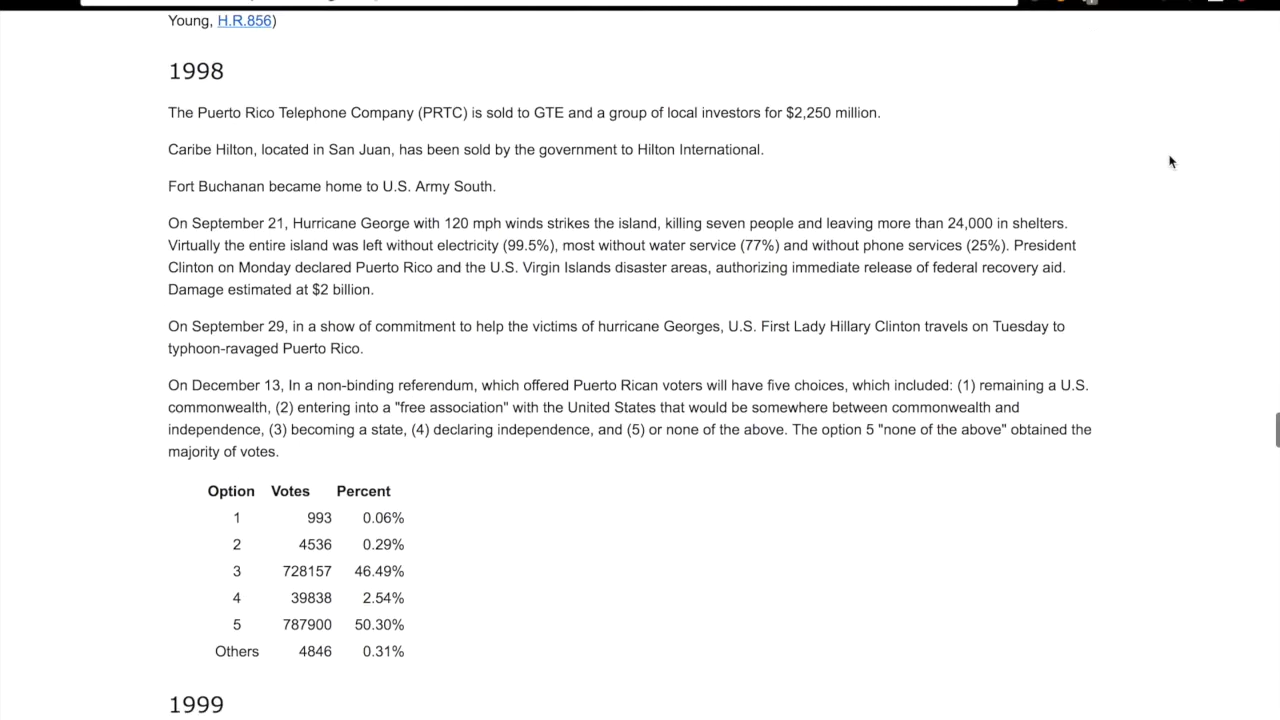 Young, H.R.856)
1998
The Puerto Rico Telephone Company (PRTC) is sold to GTE and a group of local investors for $2,250 million.
Caribe Hilton, located in San Juan, has been sold by the government to Hilton International.
Fort Buchanan became home to U.S. Army South.
On September 21, Hurricane George with 120 mph winds strikes the island, killing seven people and leaving more than 24,000 in shelters.
Virtually the entire island was left without electricity (99.5%), most without water service (77%) and without phone services (25%). President
Clinton on Monday declared Puerto Rico and the U.S. Virgin Islands disaster areas, authorizing immediate release of federal recovery aid.
Damage estimated at $2 billion.
On September 29, in a show of commitment to help the victims of hurricane Georges, U.S. First Lady Hillary Clinton travels on Tuesday to
typhoon-ravaged Puerto Rico.
On December 13, In a non-binding referendum, which offered Puerto Rican voters will have five choices, which included: (1) remaining a U.S.
commonwealth, (2) entering into a "free association" with the United States that would be somewhere between commonwealth and
independence, (3) becoming a state, (4) declaring independence, and (5) or none of the above. The option 5 "none of the above" obtained the
majority of votes.
Option Votes Percent
1 993 0.06%
2 4536 0.29%
3 728157 46.49%
4 39838 2.54%
5 787900 50.30%
Others 4846 0.31%
1999